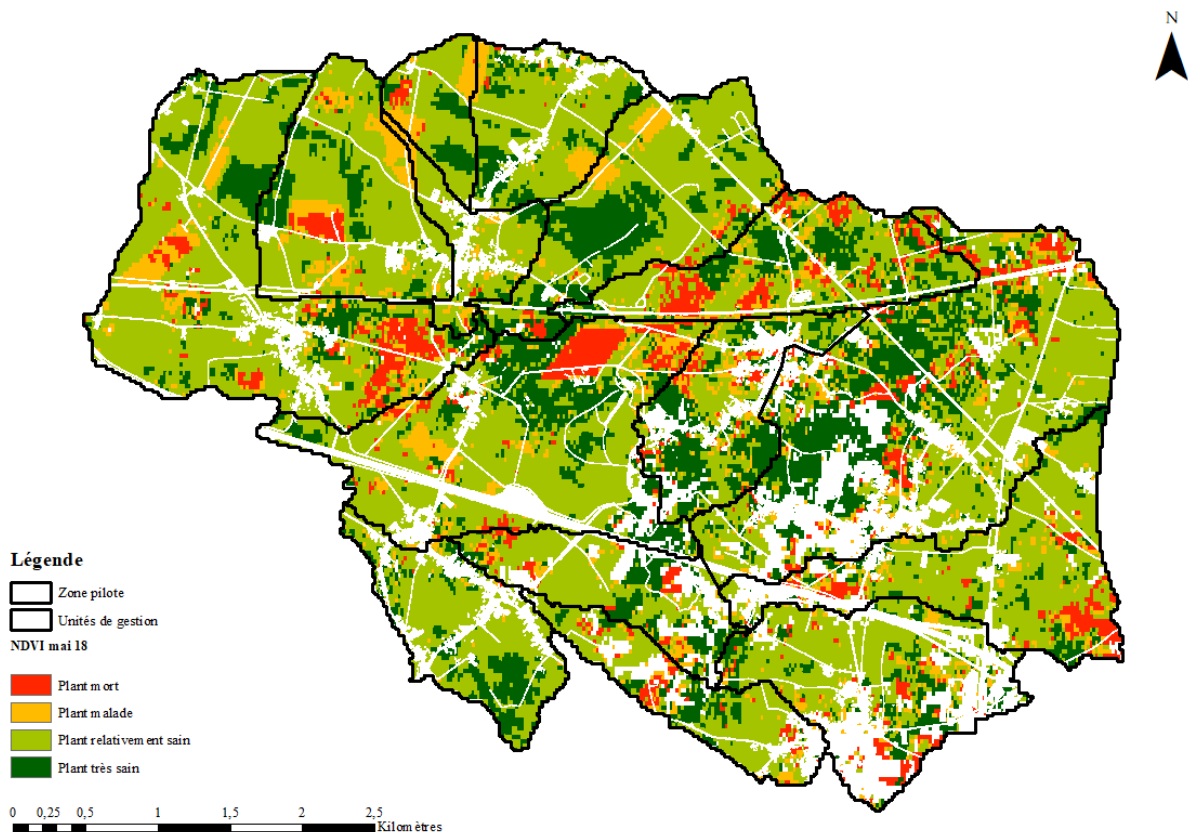 N
Légende
Zone pilote
Unités de gestion
NDVI mai 18
Plant mort
Plant malade
Plant relativement sain
Plant très sain
0 0,25 0,5 1 1,5 2 2,5
Kilomètres